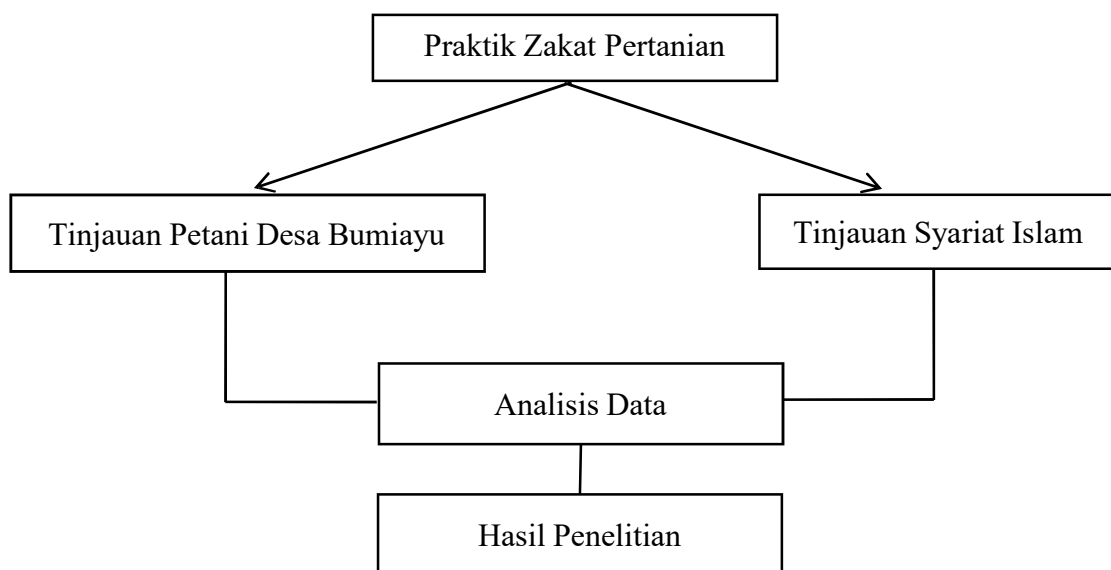 Praktik Zakat Pertanian
Tinjauan Petani Desa Bumiayu
Tinjauan Syariat Islam
Analisis Data
Hasil Penelitian